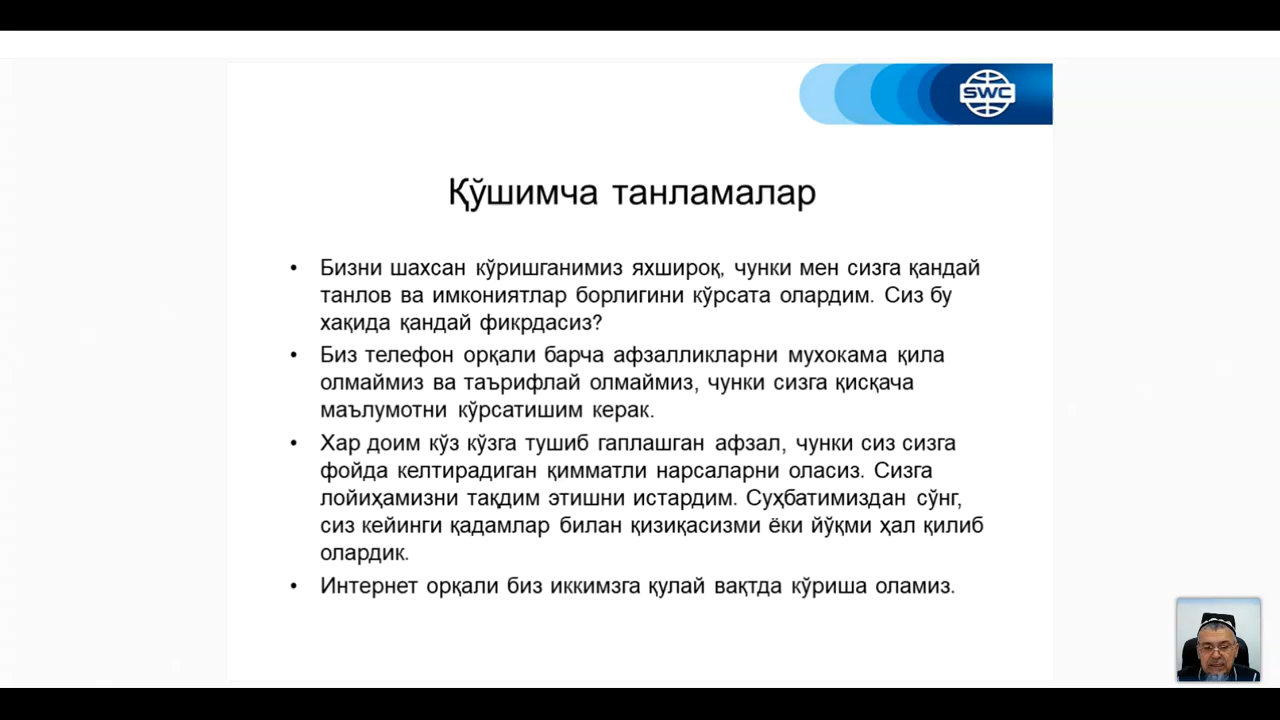 SWC
Қўшимча танламалар
• Бизни шахсан кўришганимиз яхшироқ, чунки мен сизга қандай
танлов ва имкониятлар борлигини кўрсата олардим. Сиз бу
хақида қандай фикрдасиз?
• Биз телефон орқали барча афзалликларни мухокама қила
олмаймиз ва таърифлай олмаймиз, чунки сизга қисқача
маълумотни кўрсатишим керак.
• Хар доим кўз кўзга тушиб гаплашган афзал, чунки сиз сизга
фойда келтирадиган қимматли нарсаларни оласиз. Сизга
лойиҳамизни тақдим этишни истардим. Суҳбатимиздан сўнг,
сиз кейинги қадамлар билан қизиқасизми ёки йўқми ҳал қилиб
олардик.
• Интернет орқали биз иккимзга қулай вақтда кўриша оламиз.